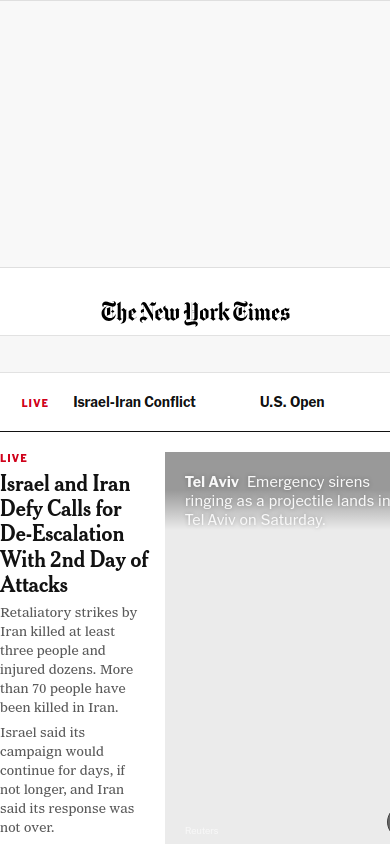 The New York Times
LIVE
Israel-Iran Conflict
U.S. Open
LIVE
Israel and Iran
Defy Calls for
De-Escalation
With 2nd Day of
Attacks
Retaliatory strikes by
Iran killed at least
three people and
injured dozens. More
than 70 people have
been killed in Iran.
Israel said its
campaign would
continue for days, if
not longer, and Iran
said its response was
not over.
Tel Aviv Emergency sirens
ringing as a projectile lands in
Tel Aviv on Saturday.
Reuters